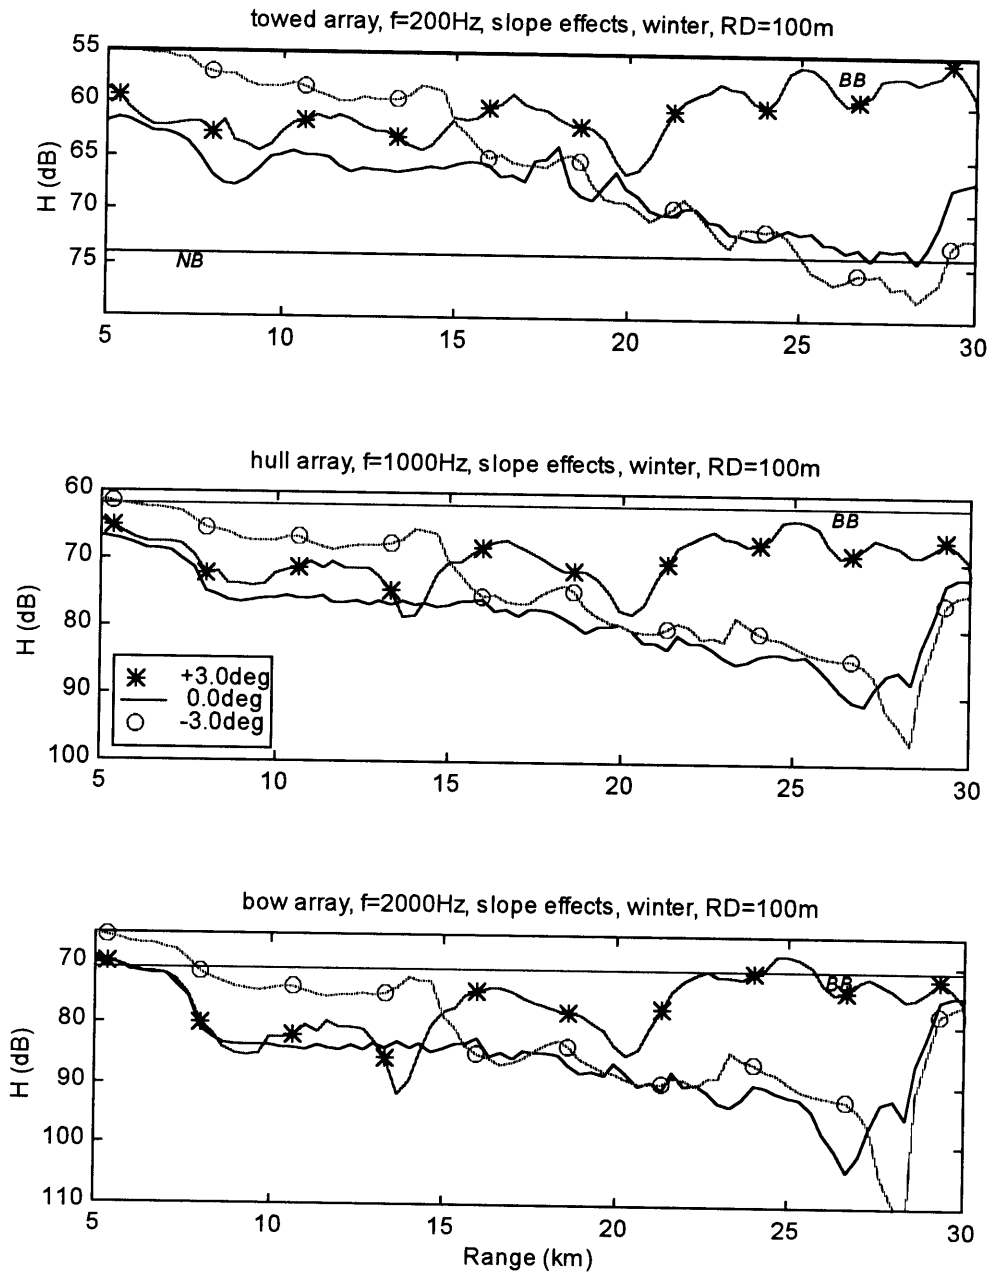 towed array, f=200Hz, slope effects, winter, RD=100m
55
60
65
70
75
H (dB)
BB
NB
5 10 15 20 25 30
hull array, f=1000Hz, slope effects, winter, RD=100m
60
70
80
90
100
H (dB)
BB
+3.0deg
0.0deg
-3.0deg
5 10 15 20 25 30
bow array, f=2000Hz, slope effects, winter, RD=100m
70
80
90
100
110
H (dB)
BB
5 10 15 20 25 30
Range (km)